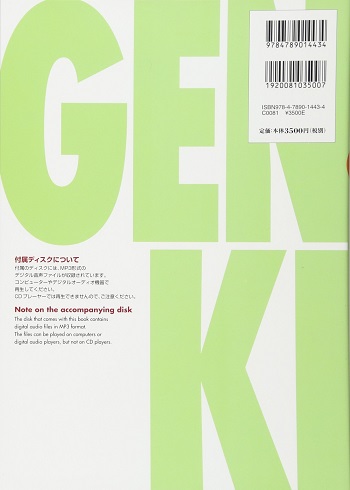 GEN
KI
9784789014434
1920081035007
ISBN978-4-7890-1443-4
C0081 ¥3500E
定価：本体3500円（税別）
付属ディスクについて
付属のディスクには、MP3形式の
デジタル音声ファイルが収録されています。
コンピューターやデジタルオーディオ機器で
再生してください。
CDプレーヤーでは再生できませんので、ご注意ください。
Note on the accompanying disk
The disk that comes with this book contains
digital audio files in MP3 format.
The files can be played on computers or
digital audio players, but not on CD players.